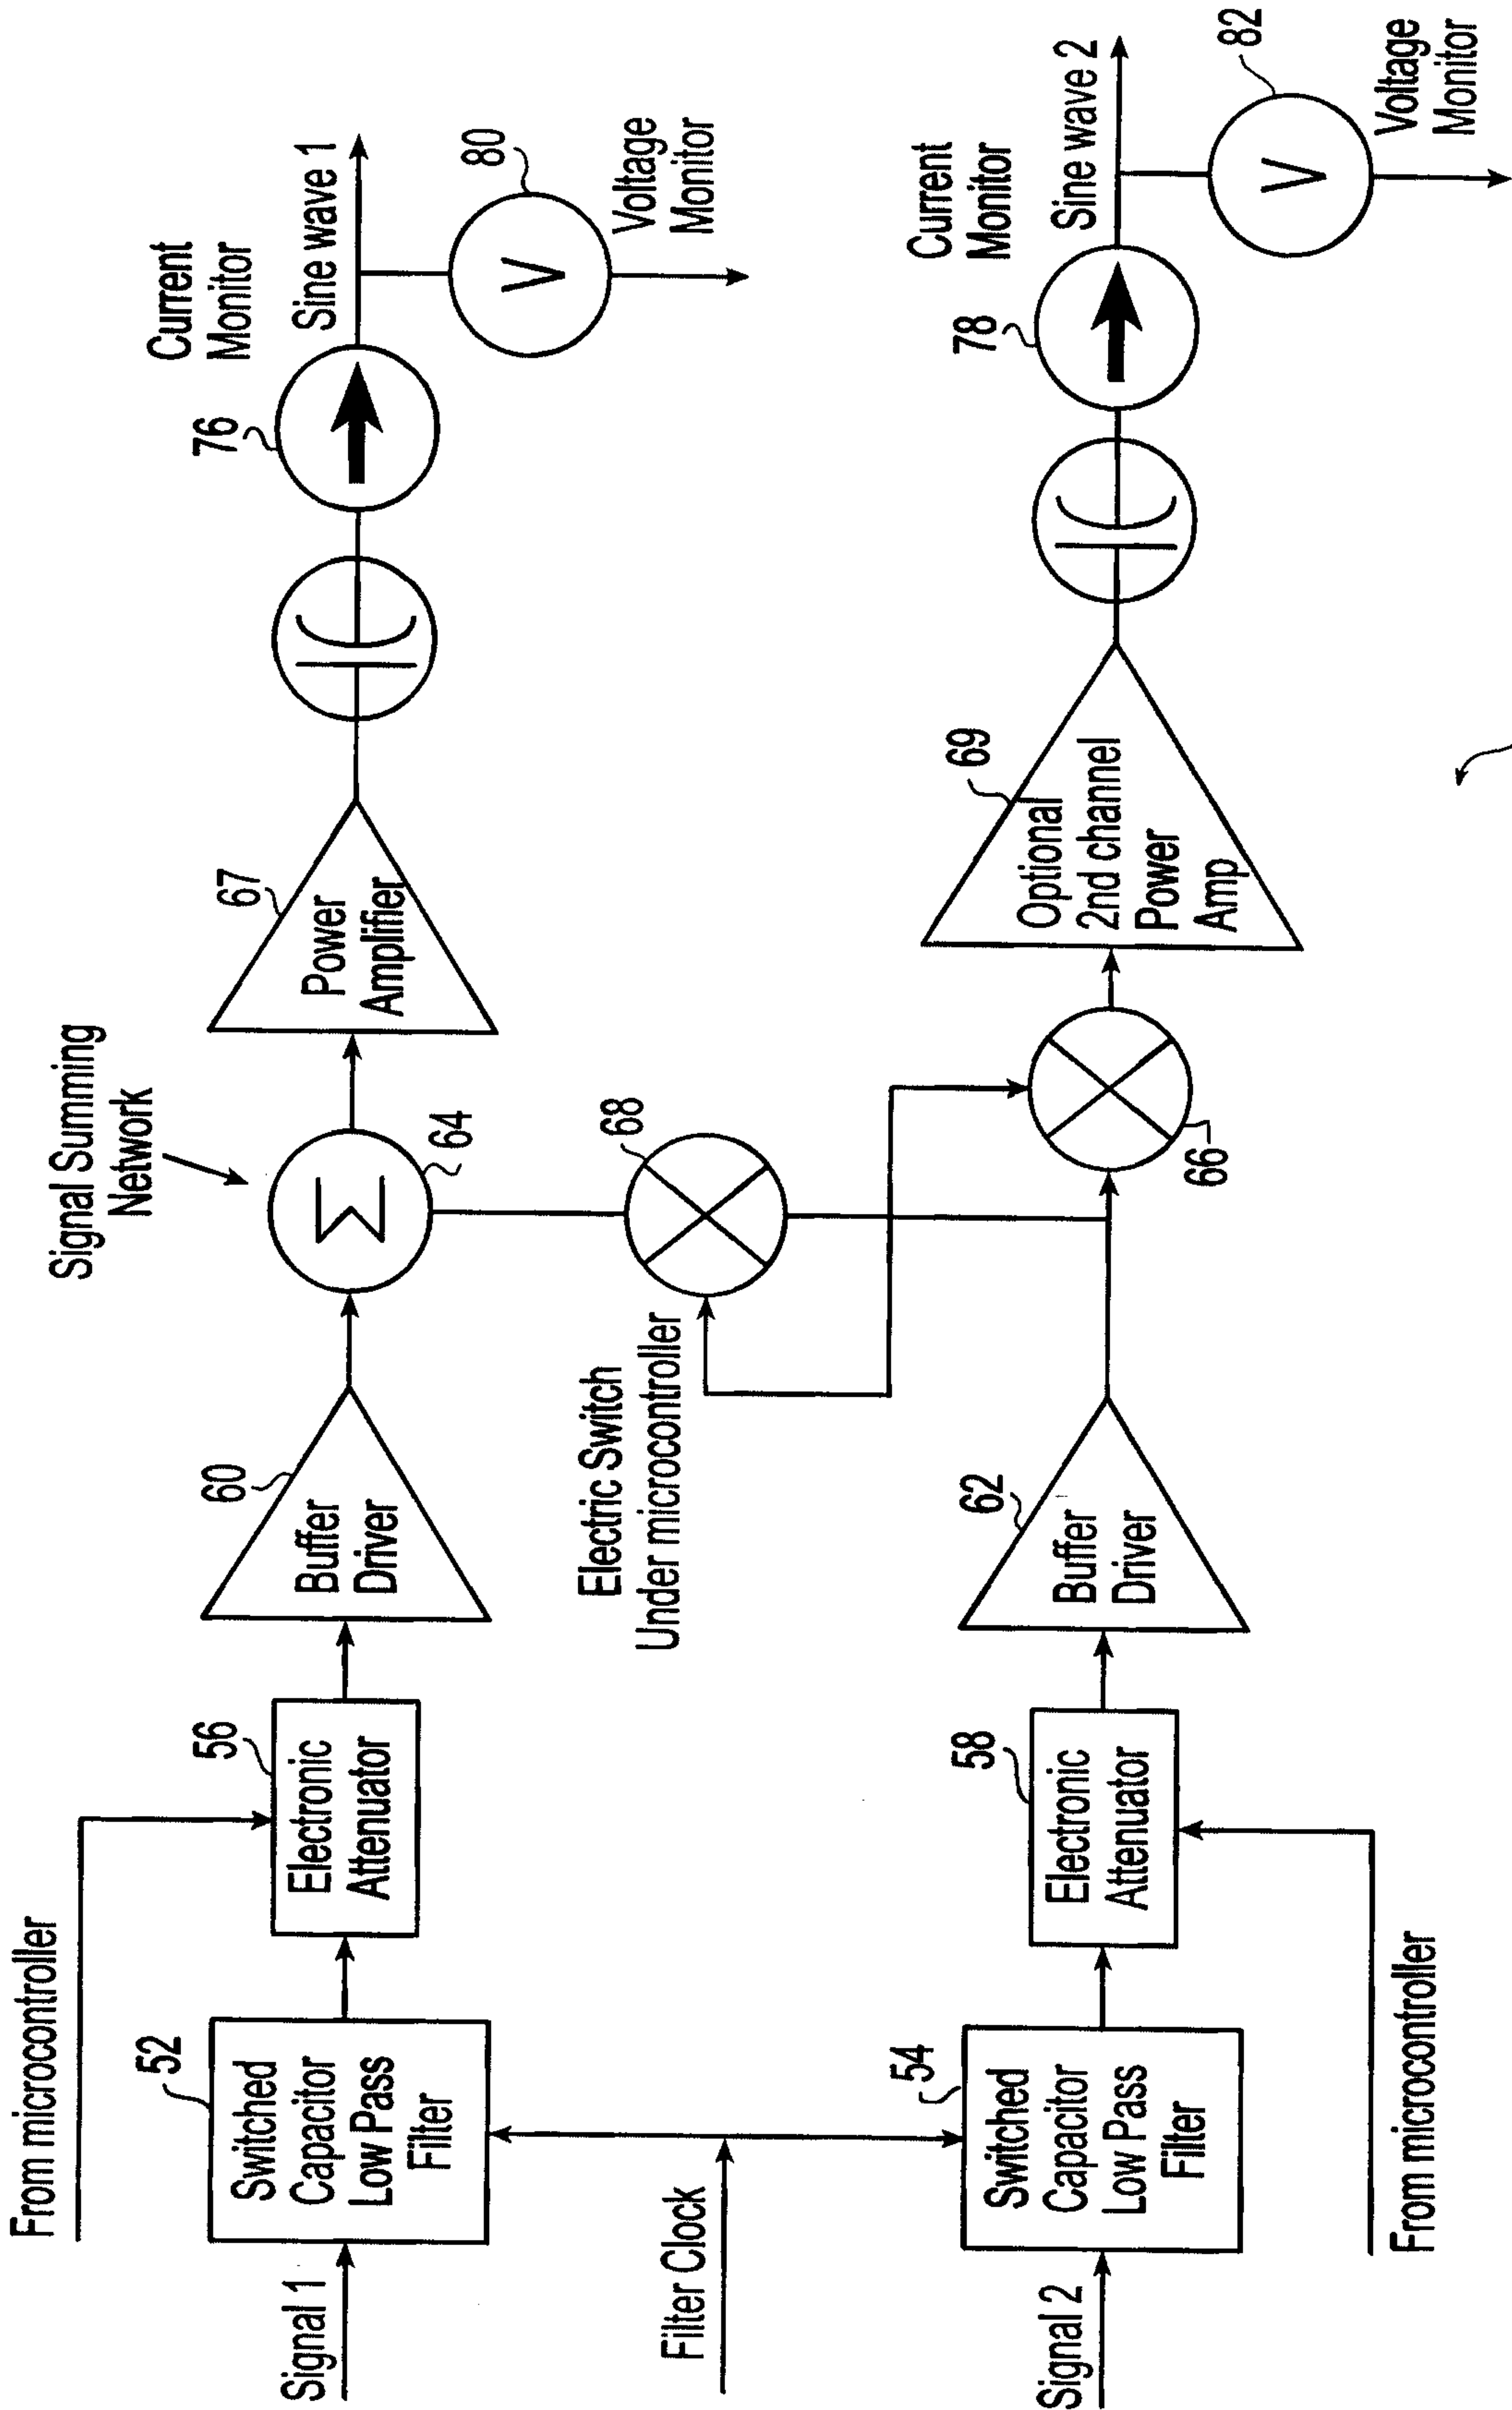 From microcontroller
Signal 1
52
Switched
Capacitor
Low Pass
Filter
56
Electronic
Attenuator
60
Buffer
Driver
Signal Summing
Network
64
Σ
67
Power
Amplifier
76
Current
Monitor
Sine wave 1
80
V
Voltage
Monitor
Filter Clock
Electric Switch
Under microcontroller
68
Signal 2
54
Switched
Capacitor
Low Pass
Filter
58
Electronic
Attenuator
From microcontroller
62
Buffer
Driver
66
69
Optional
2nd channel
Power
Amp
78
Current
Monitor
Sine wave 2
82
V
Voltage
Monitor